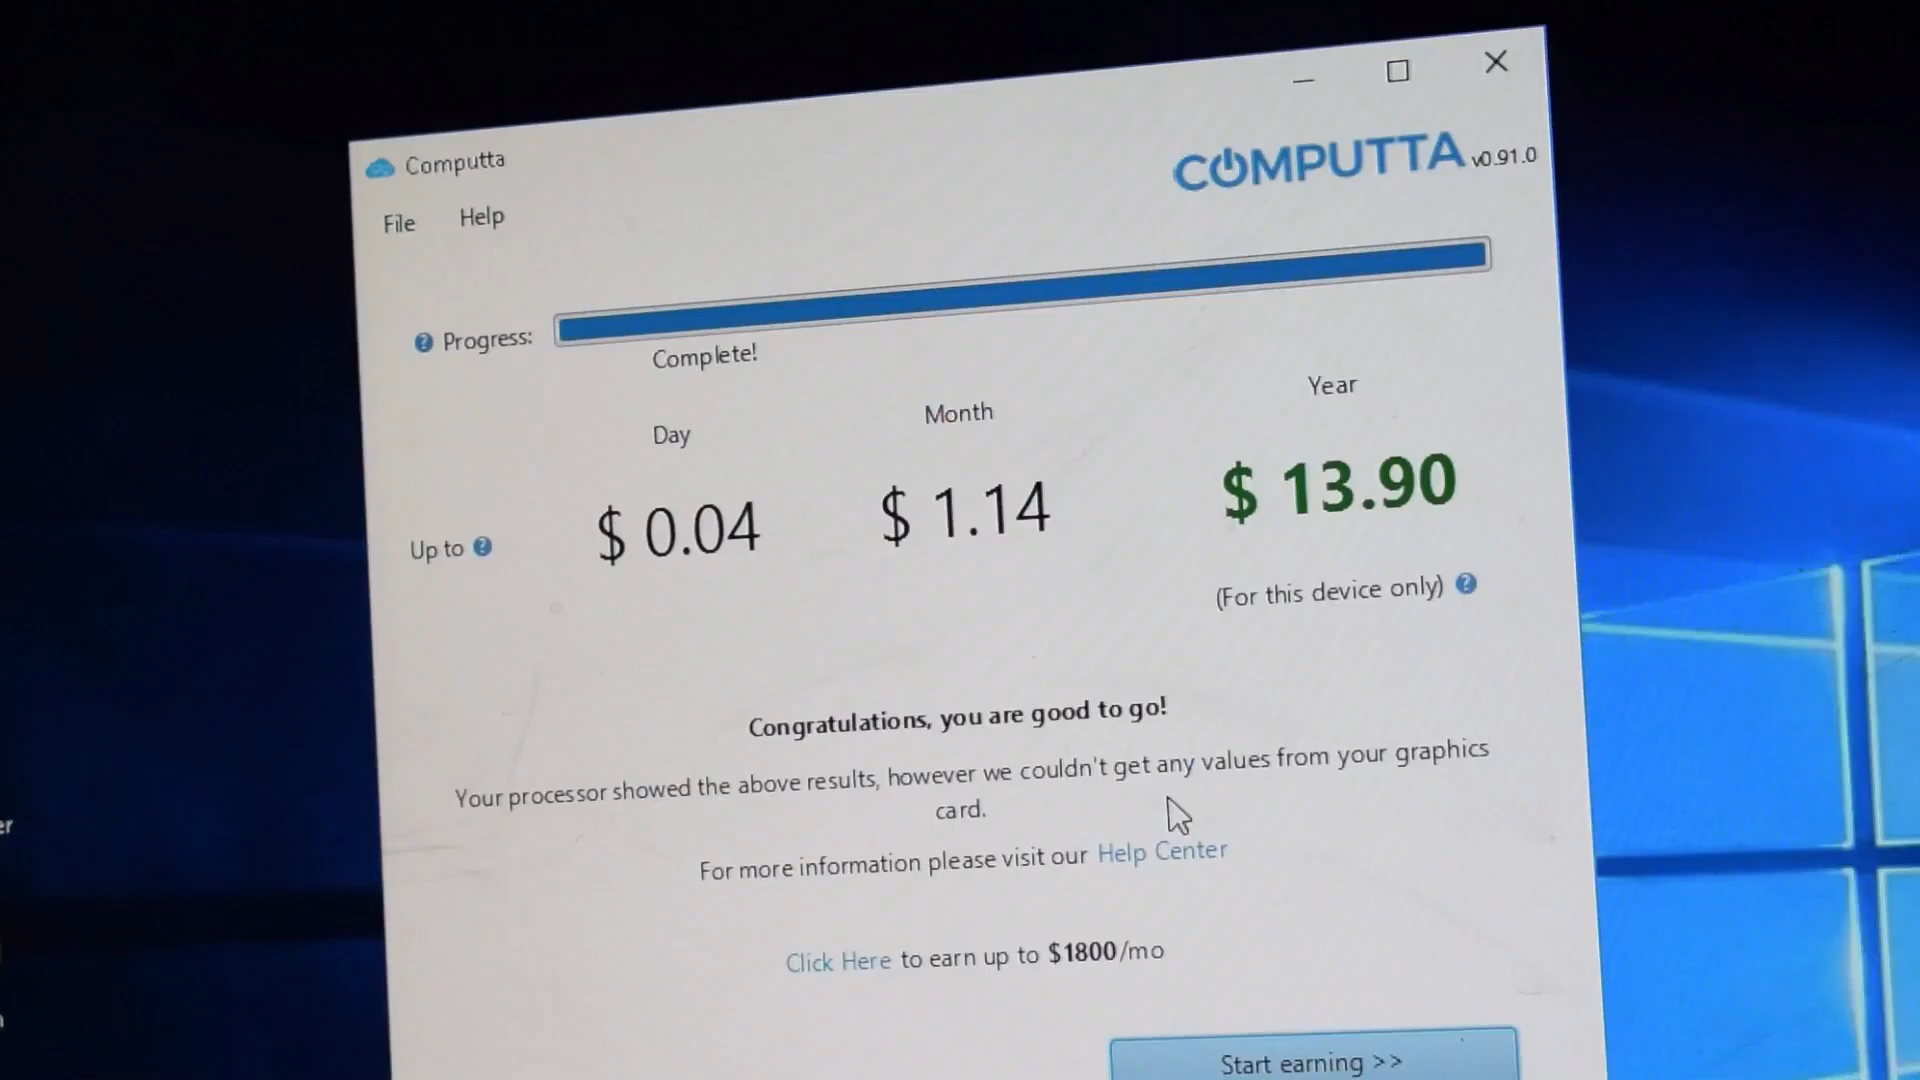 Computta
COMPUTTA v0.91.0
File Help
Progress:
Complete!
Day Month Year
Up to $ 0.04 $ 1.14 $ 13.90
(For this device only)
Congratulations, you are good to go!
Your processor showed the above results, however we couldn't get any values from your graphics
card.
For more information please visit our Help Center
Click Here to earn up to $1800/mo
Start earning >>
er